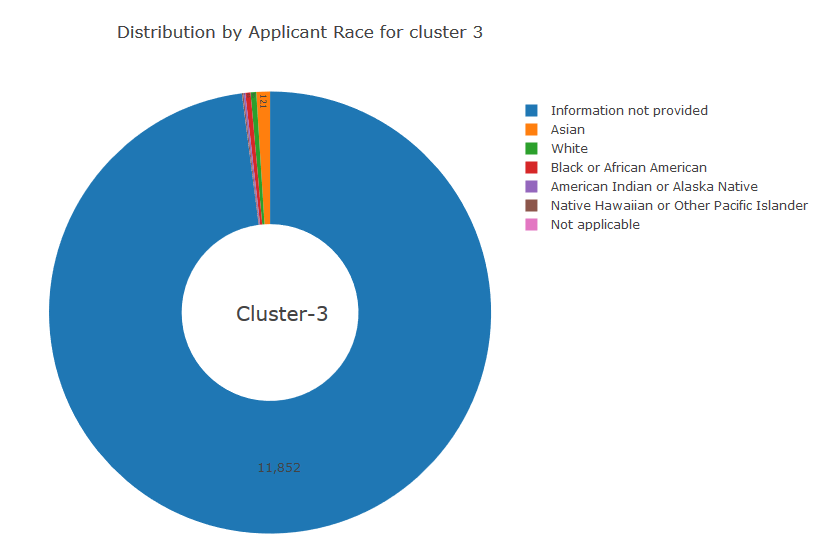 Distribution by Applicant Race for cluster 3
121
Information not provided
Asian
White
Black or African American
American Indian or Alaska Native
Native Hawaiian or Other Pacific Islander
Not applicable
Cluster-3
11,852